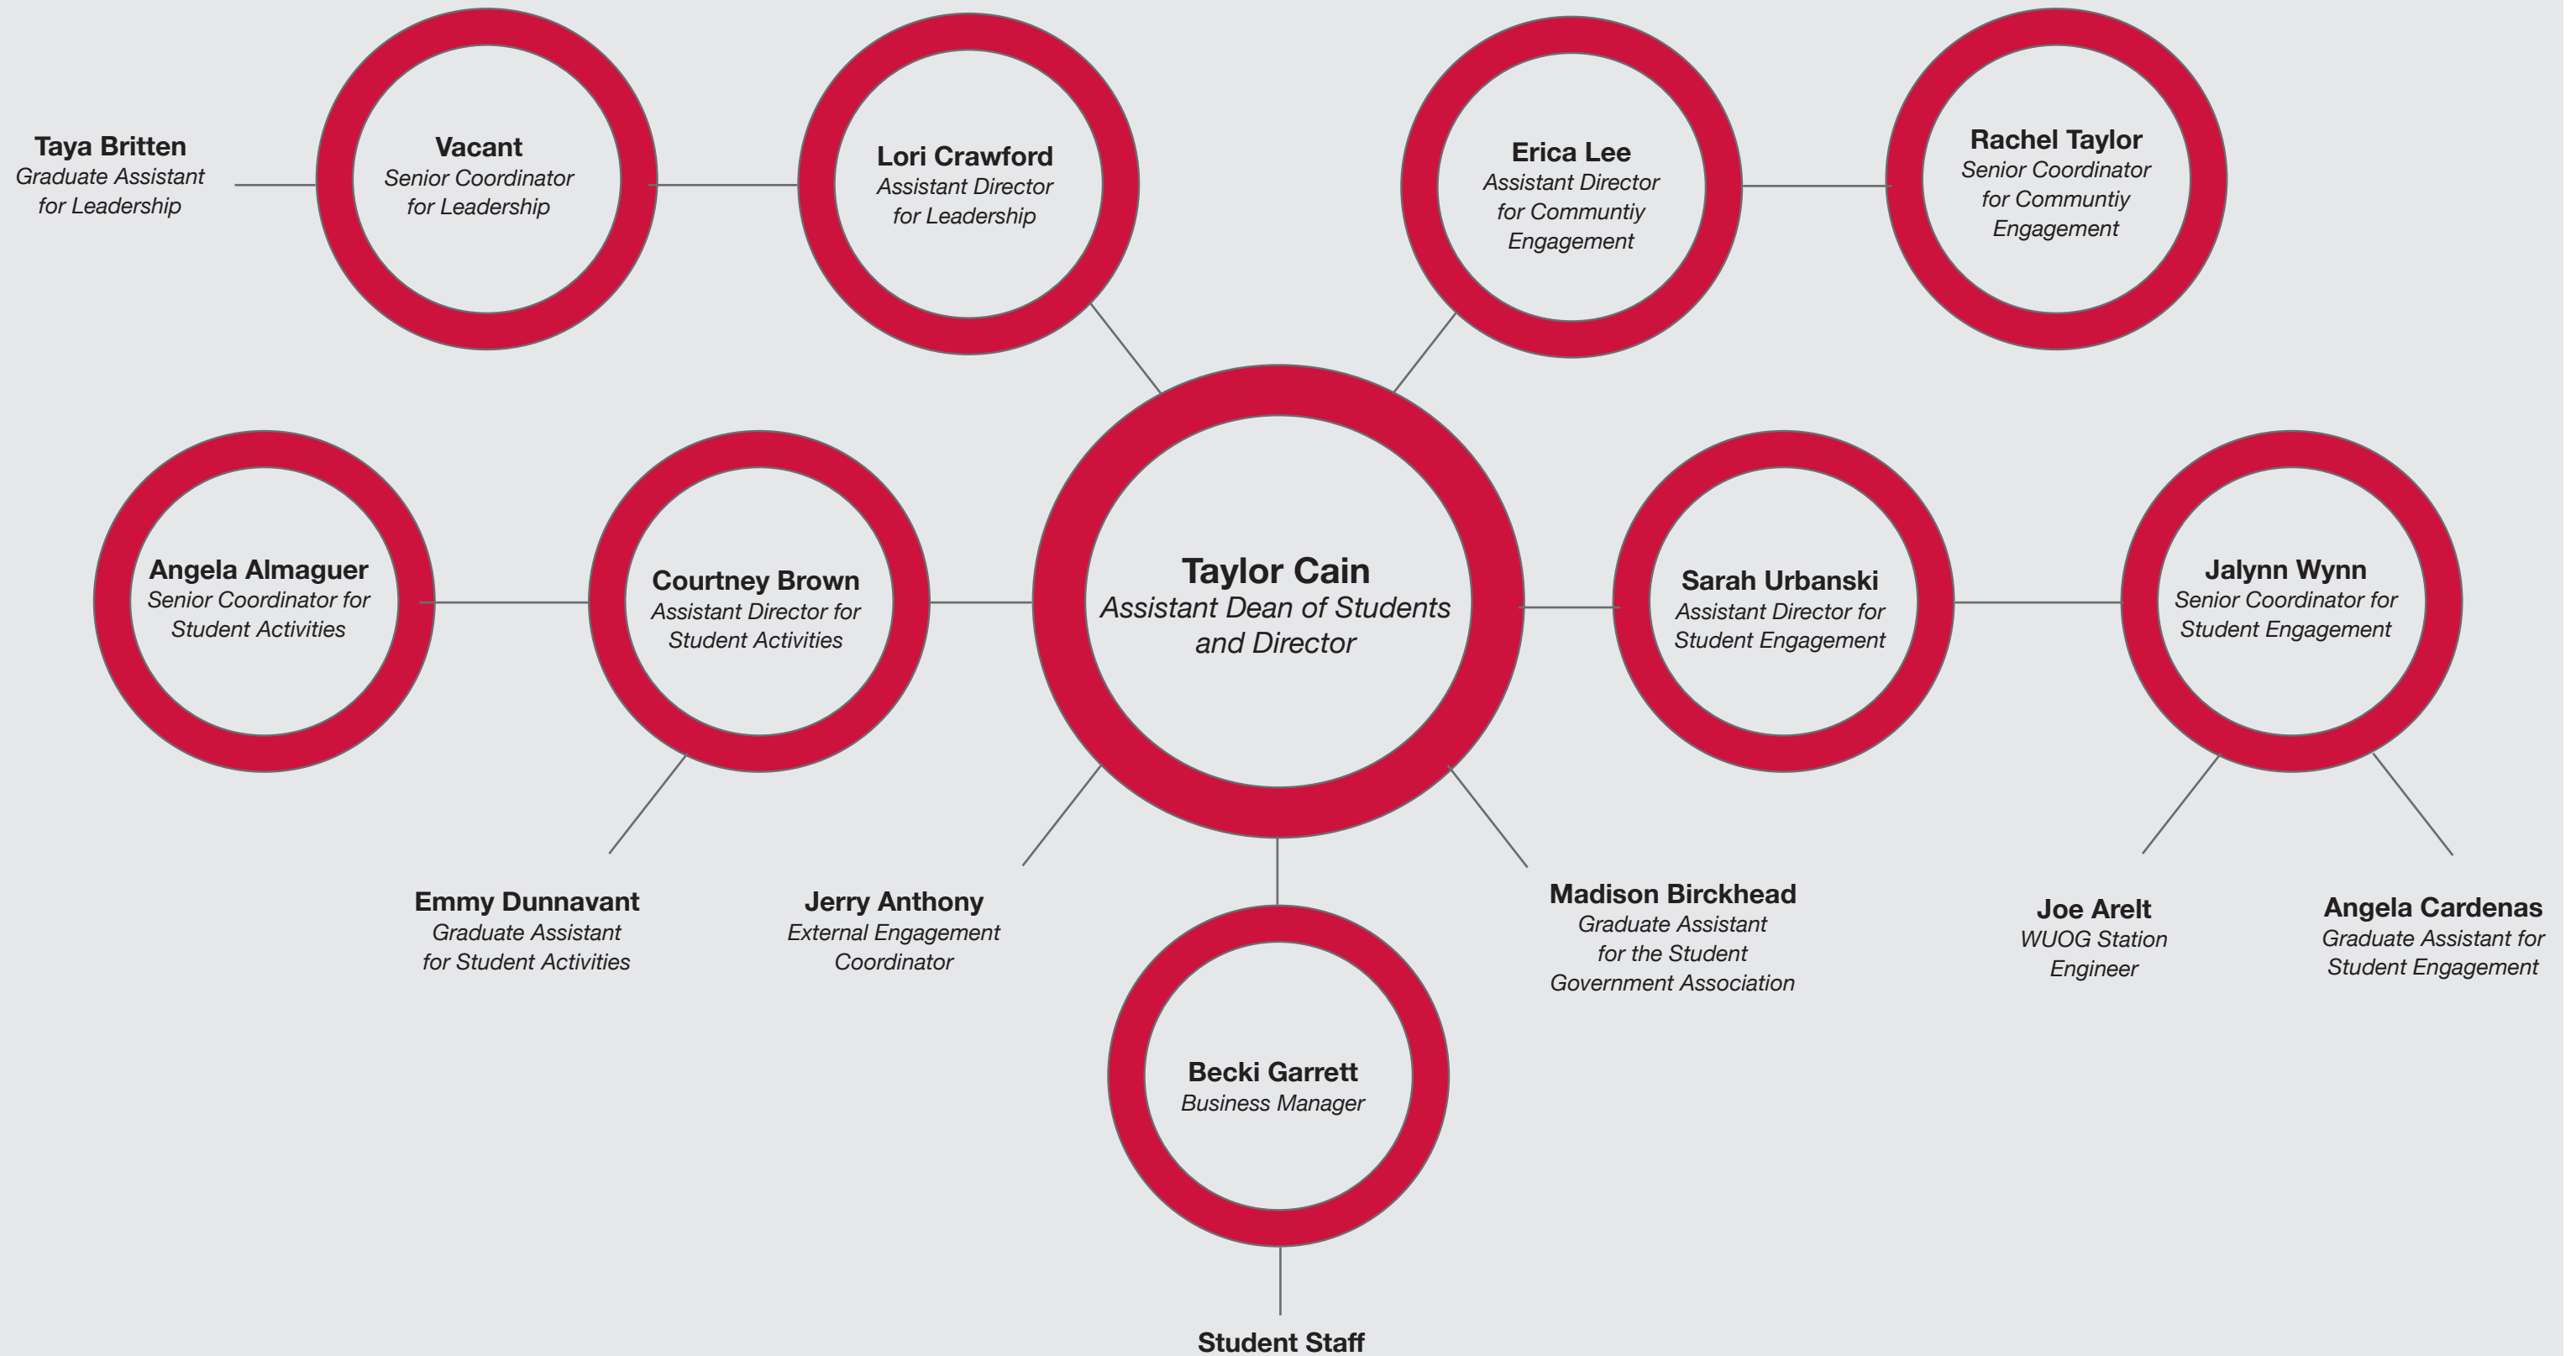 Taya Britten
Graduate Assistant
for Leadership
Vacant
Senior Coordinator
for Leadership
Lori Crawford
Assistant Director
for Leadership
Erica Lee
Assistant Director
for Communtiy
Engagement
Rachel Taylor
Senior Coordinator
for Communtiy
Engagement
Angela Almaguer
Senior Coordinator for
Student Activities
Courtney Brown
Assistant Director for
Student Activities
Taylor Cain
Assistant Dean of Students
and Director
Sarah Urbanski
Assistant Director for
Student Engagement
Jalynn Wynn
Senior Coordinator for
Student Engagement
Emmy Dunnavant
Graduate Assistant
for Student Activities
Jerry Anthony
External Engagement
Coordinator
Madison Birckhead
Graduate Assistant
for the Student
Government Association
Joe Arelt
WUOG Station
Engineer
Angela Cardenas
Graduate Assistant for
Student Engagement
Becki Garrett
Business Manager
Student Staff